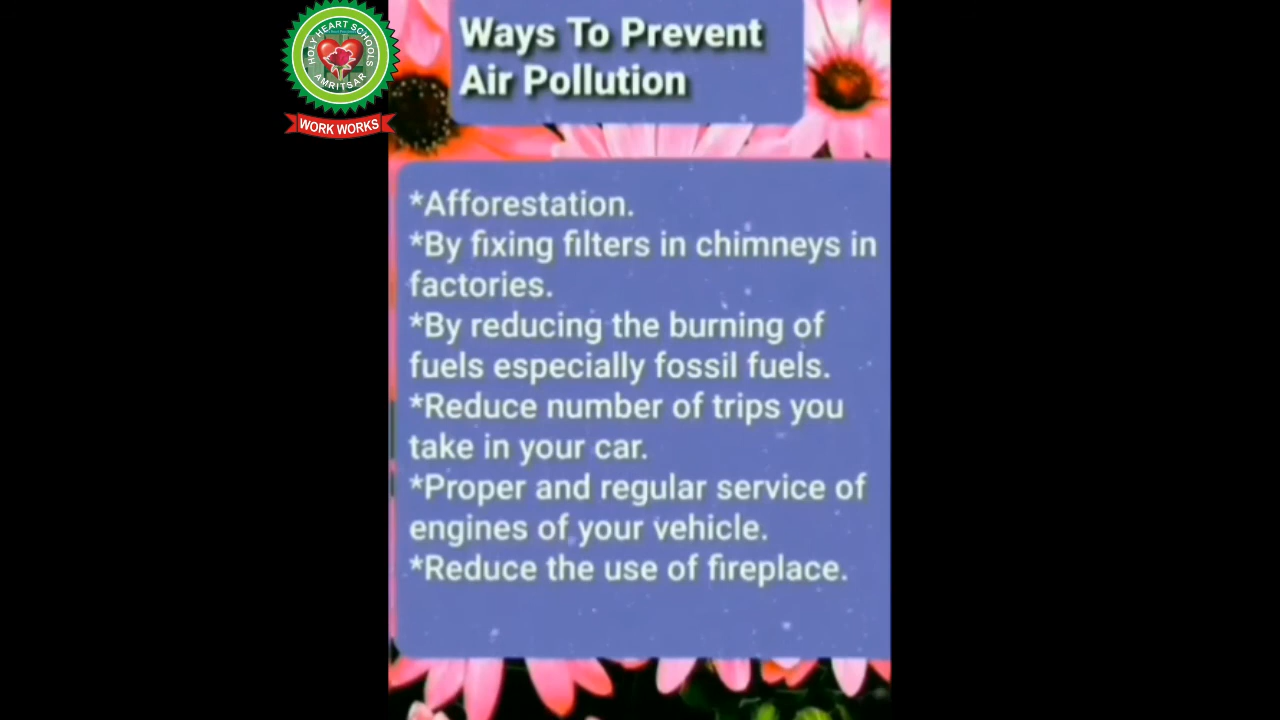 HOLY HEART SCHOOLS
AMRITSAR
WORK WORKS
Ways To Prevent
Air Pollution
*Afforestation.
*By fixing filters in chimneys in
factories.
*By reducing the burning of
fuels especially fossil fuels.
*Reduce number of trips you
take in your car.
*Proper and regular service of
engines of your vehicle.
*Reduce the use of fireplace.